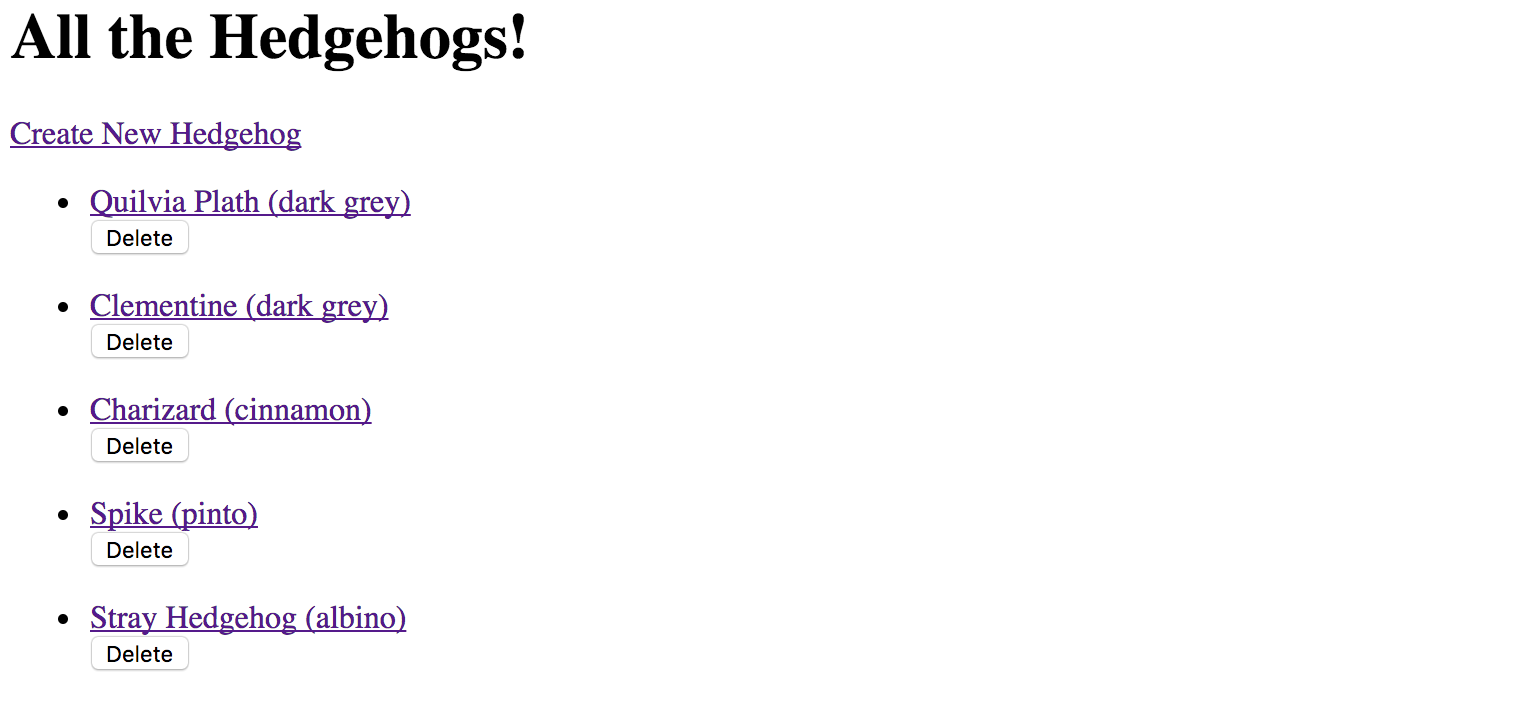 All the Hedgehogs!
Create New Hedgehog
Quilvia Plath (dark grey)
Delete
Clementine (dark grey)
Delete
Charizard (cinnamon)
Delete
Spike (pinto)
Delete
Stray Hedgehog (albino)
Delete